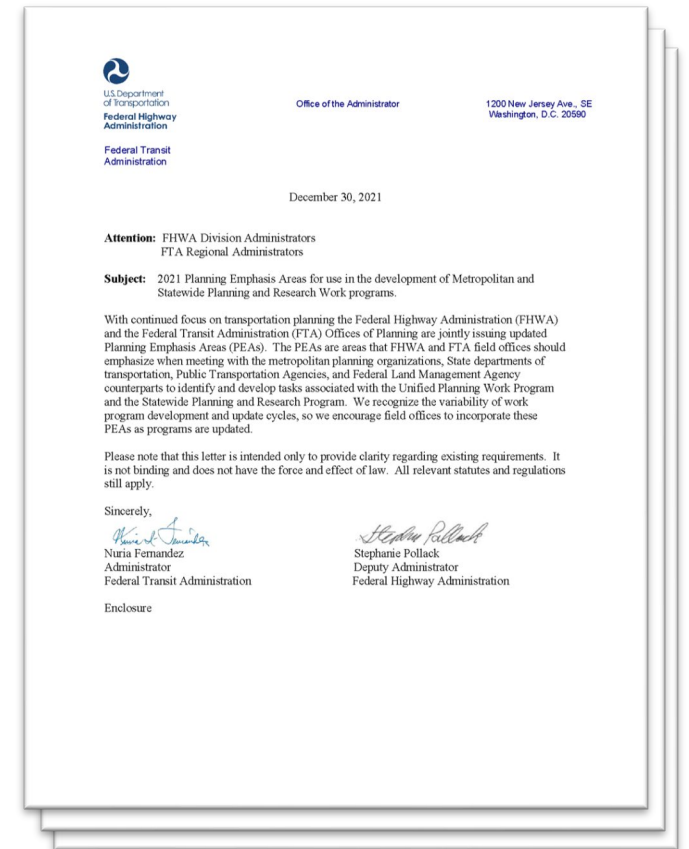 U.S. Department
of Transportation
Federal Highway
Administration
Federal Transit
Administration
Office of the Administrator
1200 New Jersey Ave., SE
Washington, D.C. 20590
December 30, 2021
Attention: FHWA Division Administrators
FTA Regional Administrators
Subject: 2021 Planning Emphasis Areas for use in the development of Metropolitan and
Statewide Planning and Research Work programs.
With continued focus on transportation planning the Federal Highway Administration (FHWA)
and the Federal Transit Administration (FTA) Offices of Planning are jointly issuing updated
Planning Emphasis Areas (PEAs). The PEAs are areas that FHWA and FTA field offices should
emphasize when meeting with the metropolitan planning organizations, State departments of
transportation, Public Transportation Agencies, and Federal Land Management Agency
counterparts to identify and develop tasks associated with the Unified Planning Work Program
and the Statewide Planning and Research Program. We recognize the variability of work
program development and update cycles, so we encourage field offices to incorporate these
PEAs as programs are updated.
Please note that this letter is intended only to provide clarity regarding existing requirements. It
is not binding and does not have the force and effect of law. All relevant statutes and regulations
still apply.
Sincerely,
Stephanie Pollack
Nuria Fernandez
Administrator
Federal Transit Administration
Stephanie Pollack
Deputy Administrator
Federal Highway Administration
Enclosure